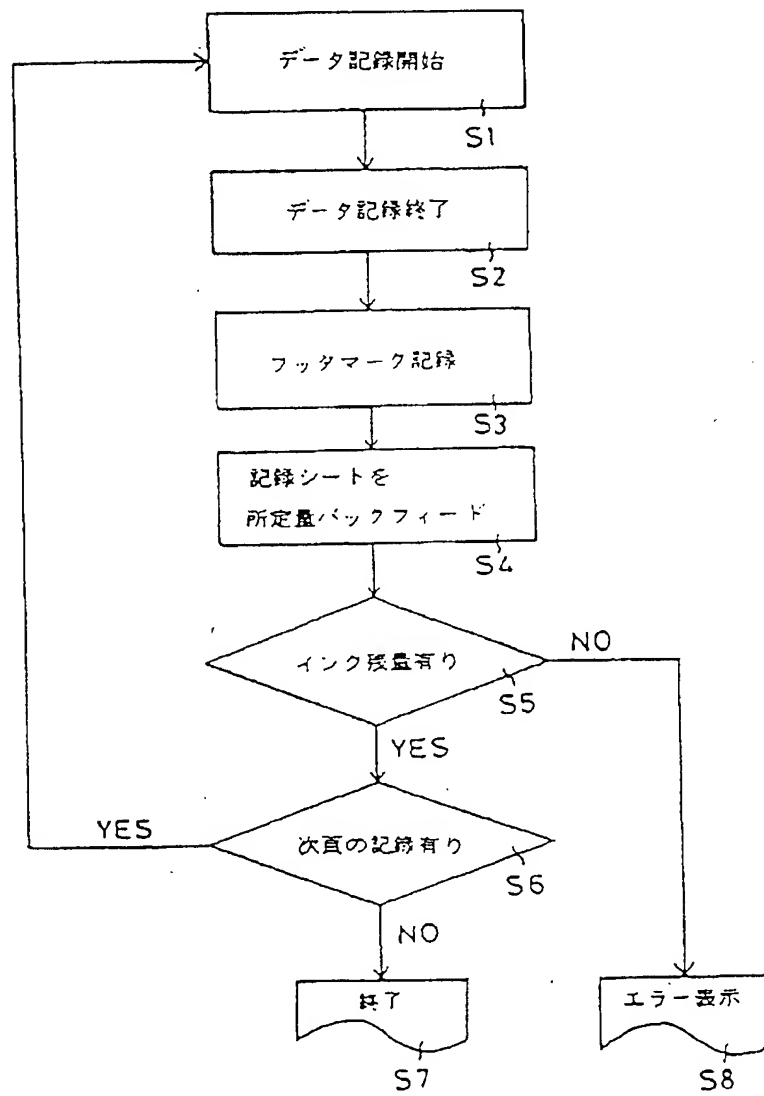 データ記録開始
S1
データ記録終了
S2
フッタマーク記録
S3
記録シートを
所定量バックフィード
S4
インク残量有り
NO
S5
YES
次頁の記録有り
YES
S6
NO
終了
S7
エラー表示
S8